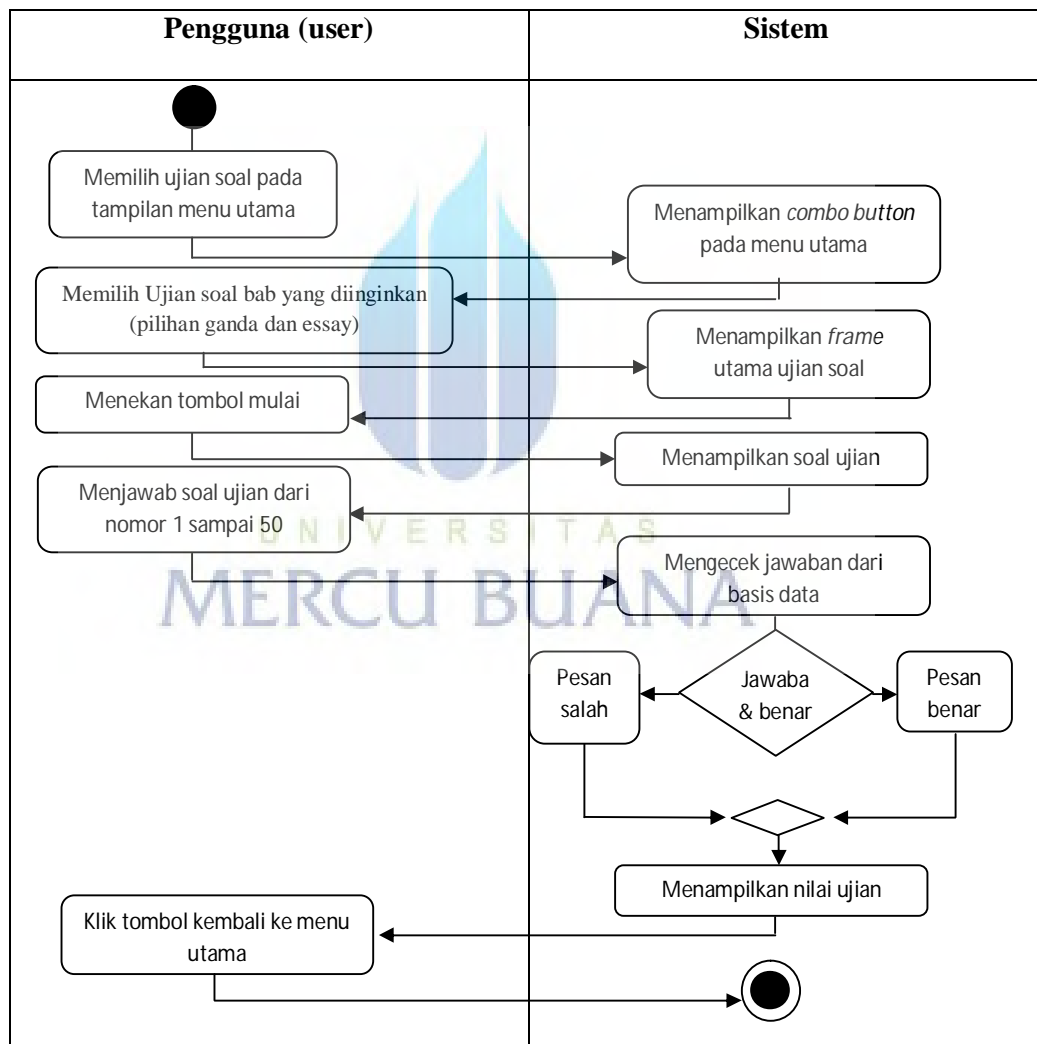 Pengguna (user)
Sistem
Memilih ujian soal pada
tampilan menu utama
Menampilkan combo button
pada menu utama
Memilih Ujian soal bab yang diinginkan
(pilihan ganda dan essay)
Menampilkan frame
utama ujian soal
Menekan tombol mulai
Menampilkan soal ujian
Menjawab soal ujian dari
nomor 1 sampai 50
UNIVERSITAS
MERCU BUANA
Mengecek jawaban dari
basis data
Pesan
salah
Jawaba
& benar
Pesan
benar
Menampilkan nilai ujian
Klik tombol kembali ke menu
utama